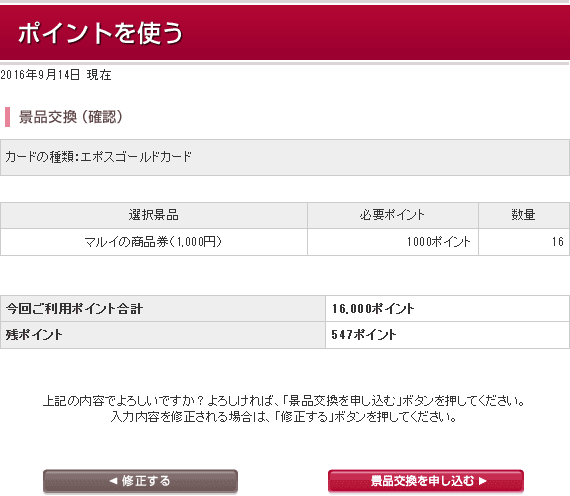 ポイントを使う
2016年9月14日 現在
景品交換（確認）
カードの種類：エポスゴールドカード
選択景品 必要ポイント 数量
マルイの商品券（1,000円） 1000ポイント 16
今回ご利用ポイント合計 16,000ポイント
残ポイント 547ポイント
上記の内容でよろしいですか？よろしければ、「景品交換を申し込む」ボタンを押してください。
入力内容を修正される場合は、「修正する」ボタンを押してください。
◀ 修正する 景品交換を申し込む ▶